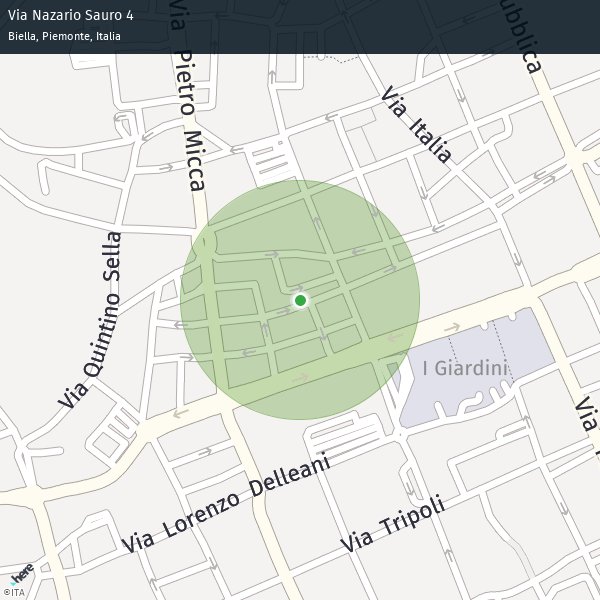 Via Nazario Sauro 4
Biella, Piemonte, Italia
Via Pietro Micca
Via Italia
Via Quintino Sella
I Giardini
Via Lorenzo Delleani
Via Tripoli
Via
here
©ITA